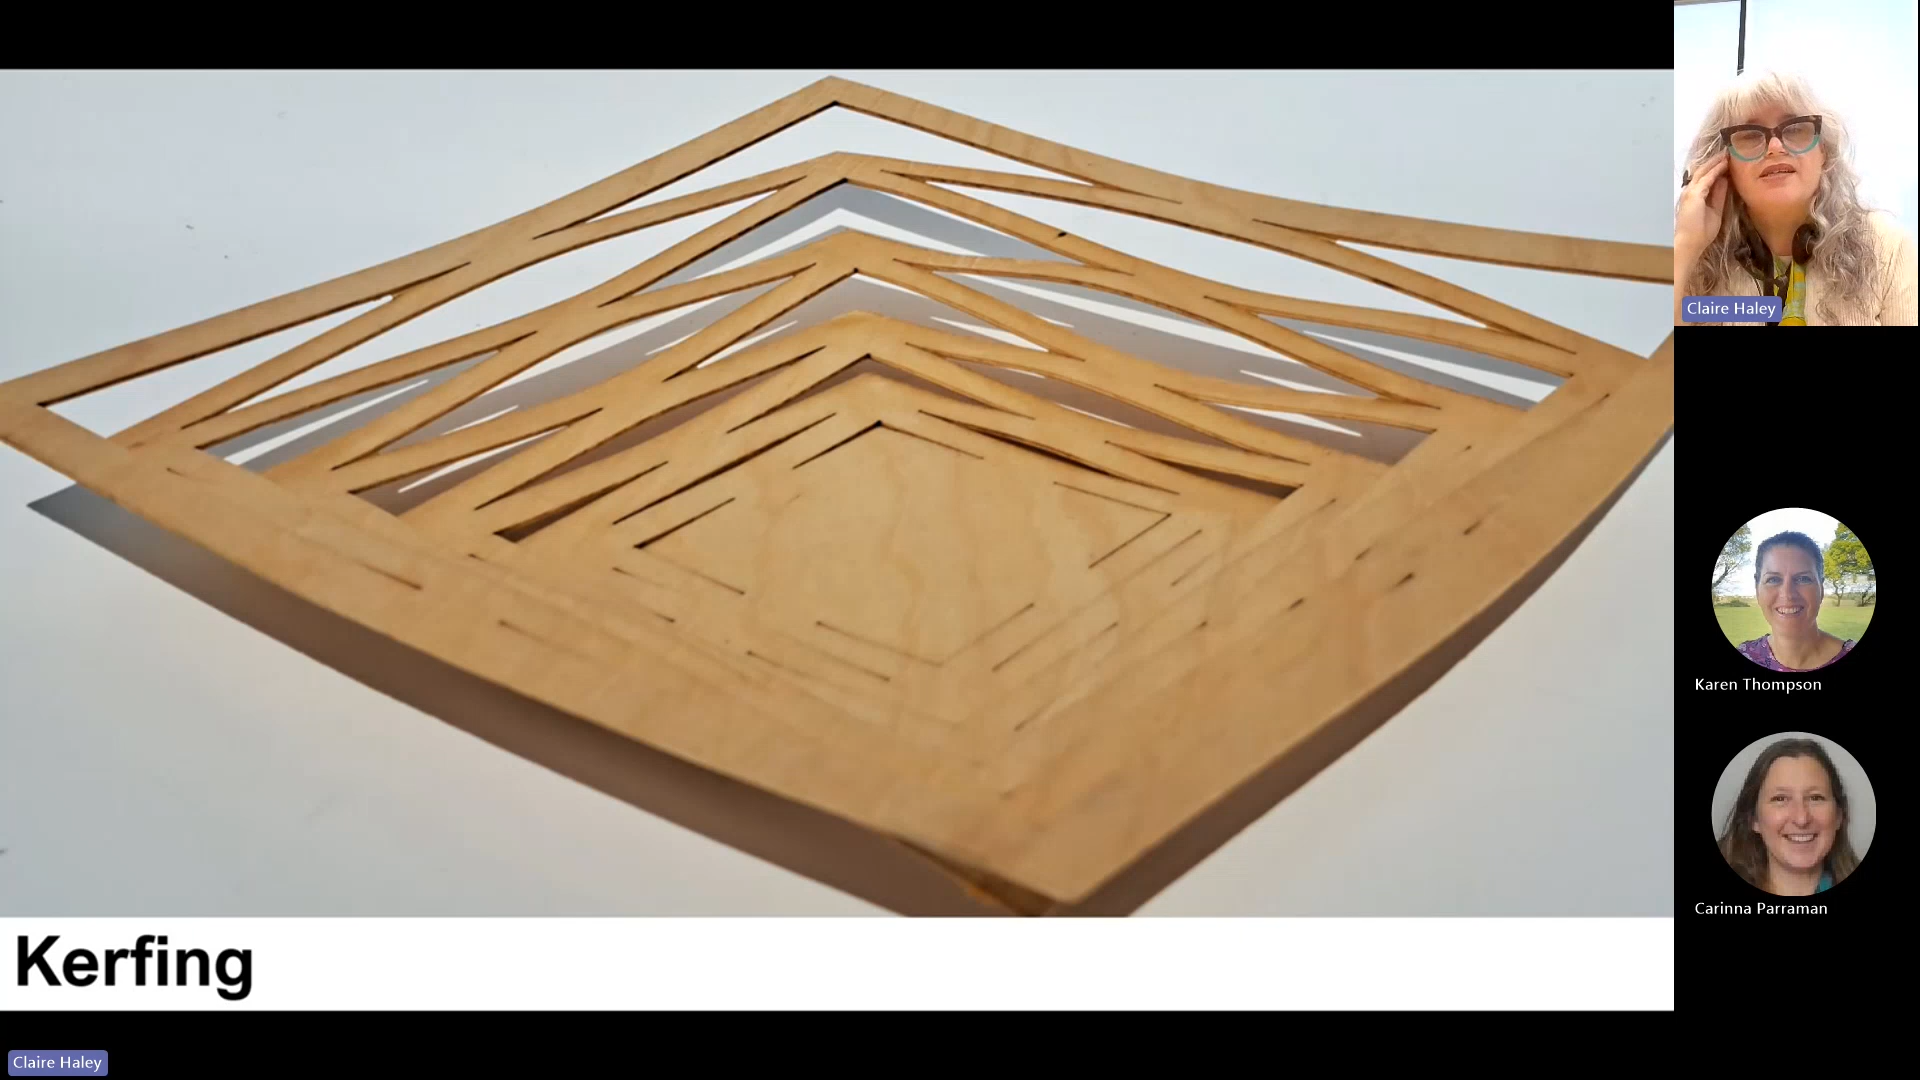 Claire Haley
Karen Thompson
Carinna Parraman
Kerfing
Claire Haley